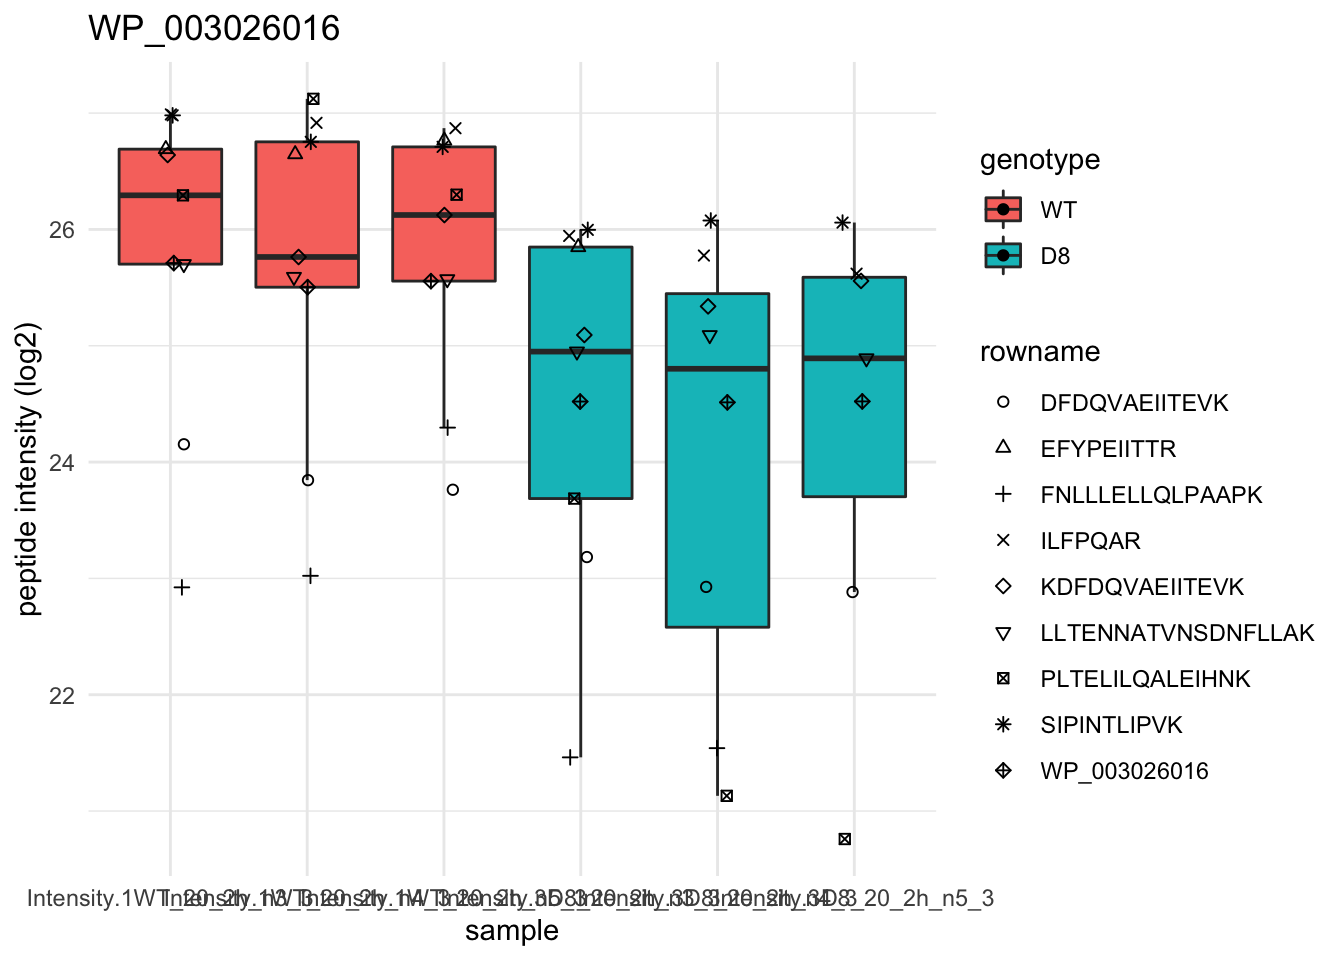 WP_003026016
peptide intensity (log2)
26
24
22
genotype
WT
D8
rowname
DFDQVAEIITEVK
EFYPEIITTR
FNLLLELLQLPAAPK
ILFPQAR
KDFDQVAEIITEVK
LLTENNATVNSDNFLLAK
PLTELILQALEIHNK
SIPINTLIPVK
WP_003026016
sample